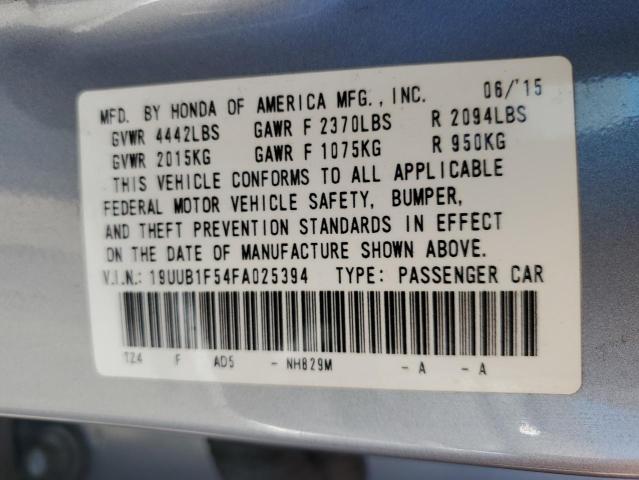 MFD. BY HONDA OF AMERICA MFG., INC. 06/'15
GVWR 4442LBS GAWR F 2370LBS R 2094LBS
GVWR 2015KG GAWR F 1075KG R 950KG
THIS VEHICLE CONFORMS TO ALL APPLICABLE
FEDERAL MOTOR VEHICLE SAFETY, BUMPER,
AND THEFT PREVENTION STANDARDS IN EFFECT
ON THE DATE OF MANUFACTURE SHOWN ABOVE.
V.I.N.: 19UUB1F54FA025394 TYPE: PASSENGER CAR
TZ4 F AD5 - NH829M - A - A